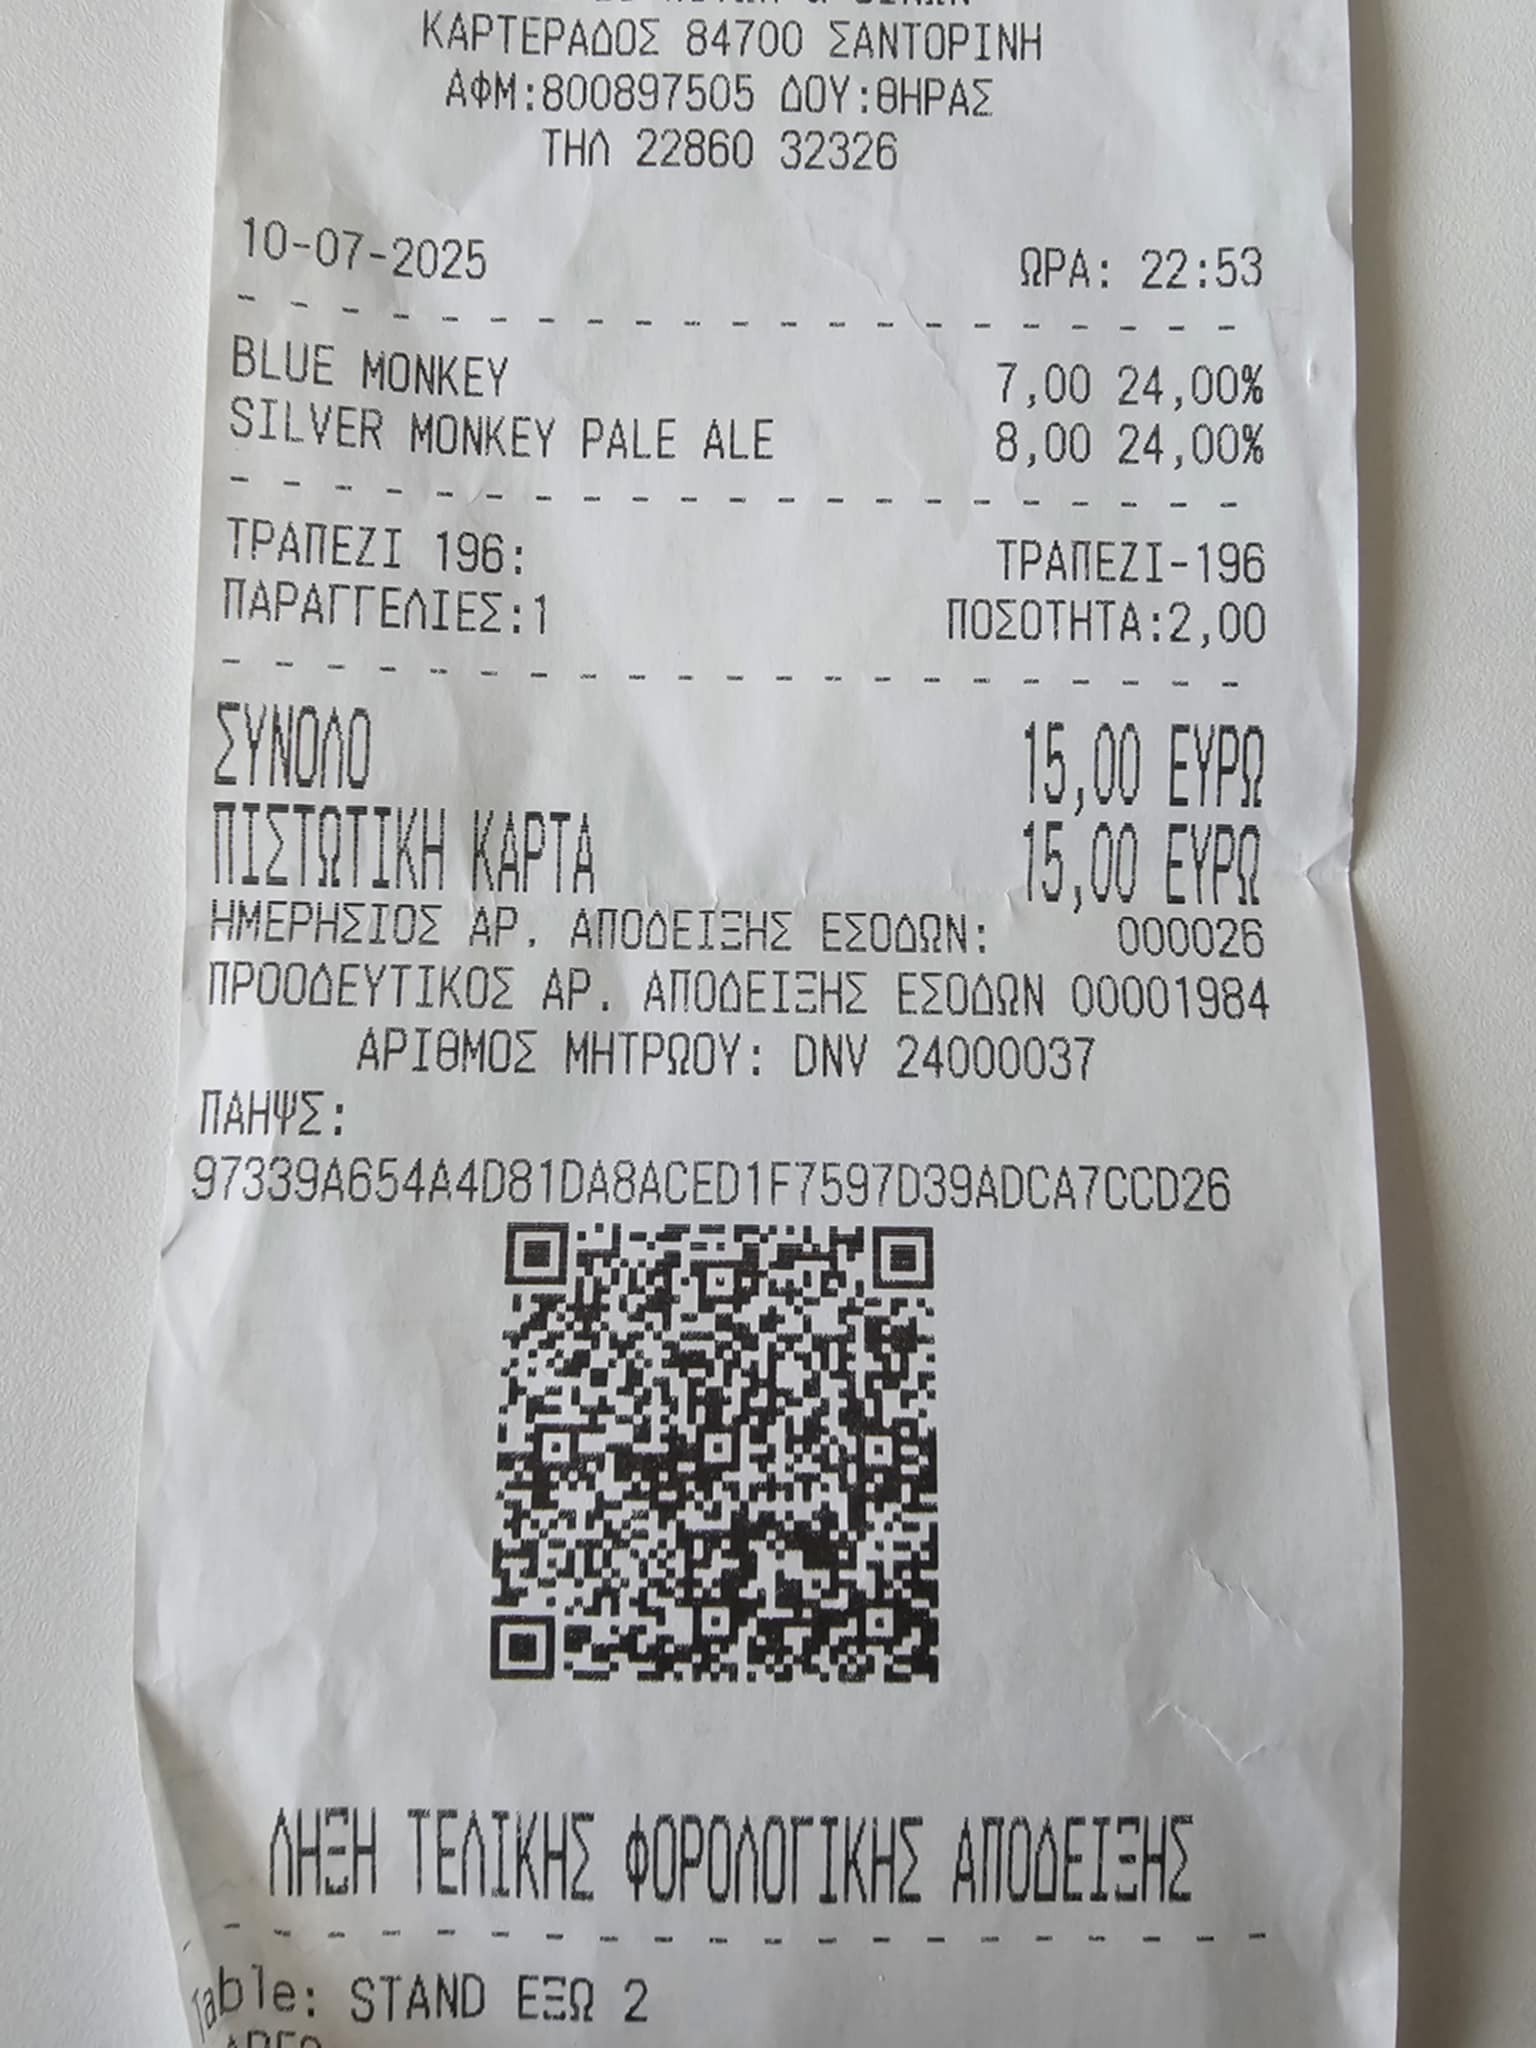 ΚΑΡΤΕΡΑΔΟΣ 84700 ΣΑΝΤΟΡΙΝΗ
ΑΦΜ:800897505 ΔΟΥ:ΘΗΡΑΣ
ΤΗΛ 22860 32326
10-07-2025 ΩΡΑ: 22:53
BLUE MONKEY 7,00 24,00%
SILVER MONKEY PALE ALE 8,00 24,00%
ΤΡΑΠΕΖΙ 196: ΤΡΑΠΕΖΙ-196
ΠΑΡΑΓΓΕΛΙΕΣ:1 ΠΟΣΟΤΗΤΑ:2,00
ΣΥΝΟΛΟ 15,00 ΕΥΡΩ
ΠΙΣΤΩΤΙΚΗ ΚΑΡΤΑ 15,00 ΕΥΡΩ
ΗΜΕΡΗΣΙΟΣ ΑΡ. ΑΠΟΔΕΙΞΗΣ ΕΣΟΔΩΝ: 000026
ΠΡΟΟΔΕΥΤΙΚΟΣ ΑΡ. ΑΠΟΔΕΙΞΗΣ ΕΣΟΔΩΝ 00001984
ΑΡΙΘΜΟΣ ΜΗΤΡΩΟΥ: DNV 24000037
ΠΑΗΨΣ:
97339A654A4D81DA8ACED1F7597D39ADCA7CCD26
ΛΗΞΗ ΤΕΛΙΚΗΣ ΦΟΡΟΛΟΓΙΚΗΣ ΑΠΟΔΕΙΞΗΣ
Table: STAND ΕΞΩ 2